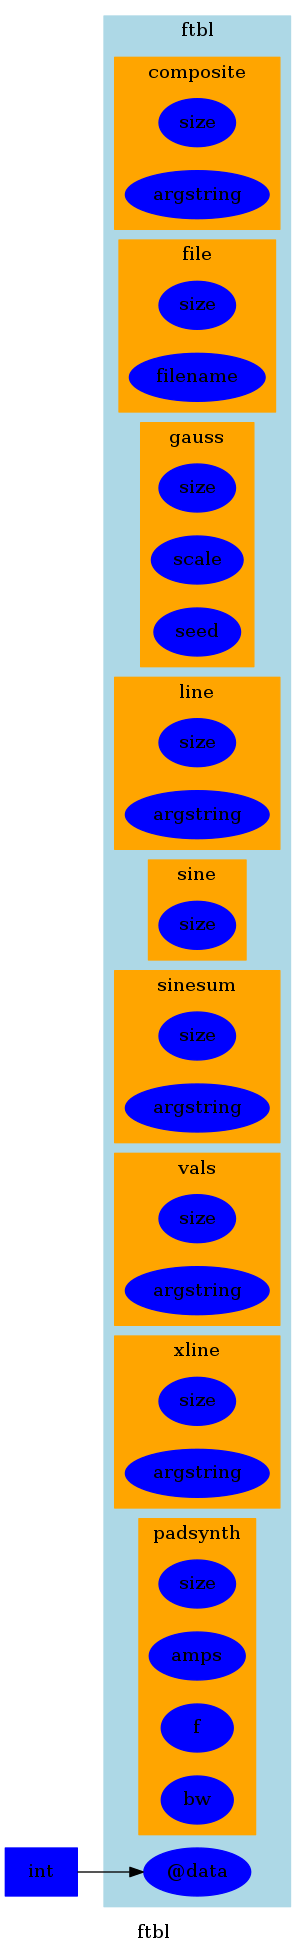 ftbl
composite
size
argstring
file
size
filename
gauss
size
scale
seed
line
size
argstring
sine
size
sinesum
size
argstring
vals
size
argstring
xline
size
argstring
padsynth
size
amps
f
bw
int
@data
ftbl